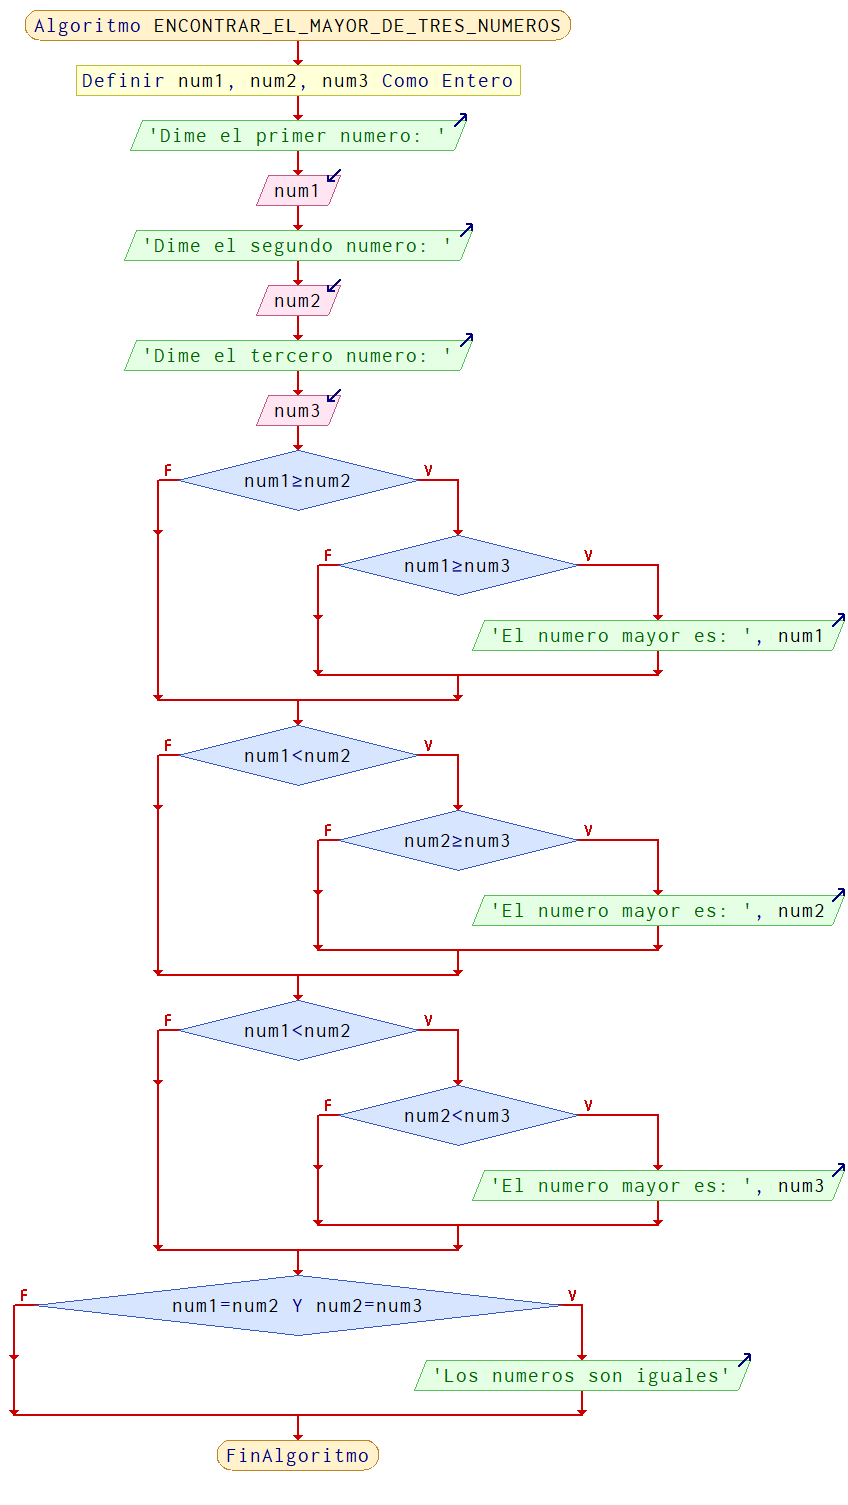 Algoritmo ENCONTRAR_EL_MAYOR_DE_TRES_NUMEROS
Definir num1, num2, num3 Como Entero
'Dime el primer numero: '
num1
'Dime el segundo numero: '
num2
'Dime el tercero numero: '
num3
F
V
num1≥num2
F
V
num1≥num3
'El numero mayor es: ', num1
F
V
num1<num2
F
V
num2≥num3
'El numero mayor es: ', num2
F
V
num1<num2
F
V
num2<num3
'El numero mayor es: ', num3
F
V
num1=num2 Y num2=num3
'Los numeros son iguales'
FinAlgoritmo